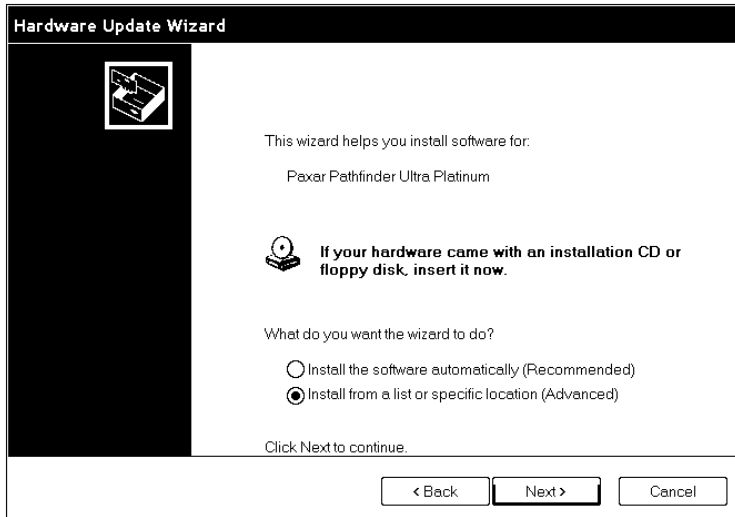 Hardware Update Wizard
This wizard helps you install software for:
Paxar Pathfinder Ultra Platinum
If your hardware came with an installation CD or
floppy disk, insert it now.
What do you want the wizard to do?
Install the software automatically (Recommended)
Install from a list or specific location (Advanced)
Click Next to continue.
< Back Next > Cancel